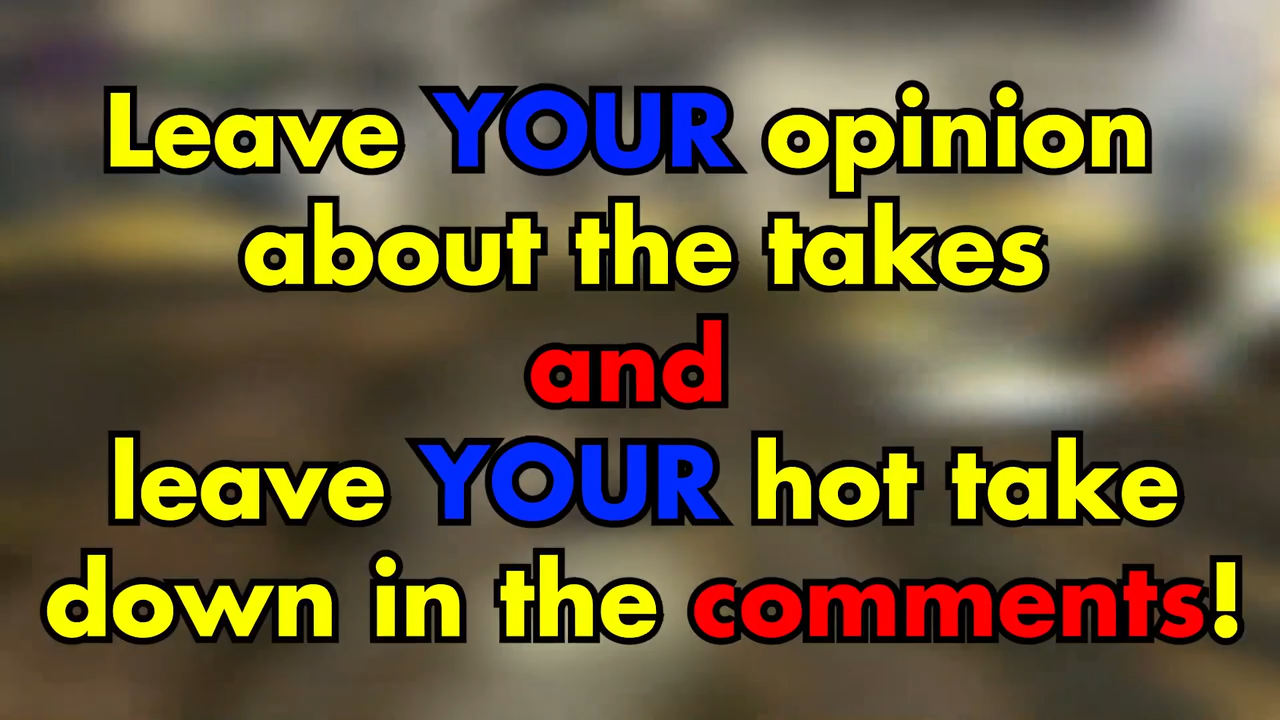 Leave YOUR opinion
about the takes
and
leave YOUR hot take
down in the comments!